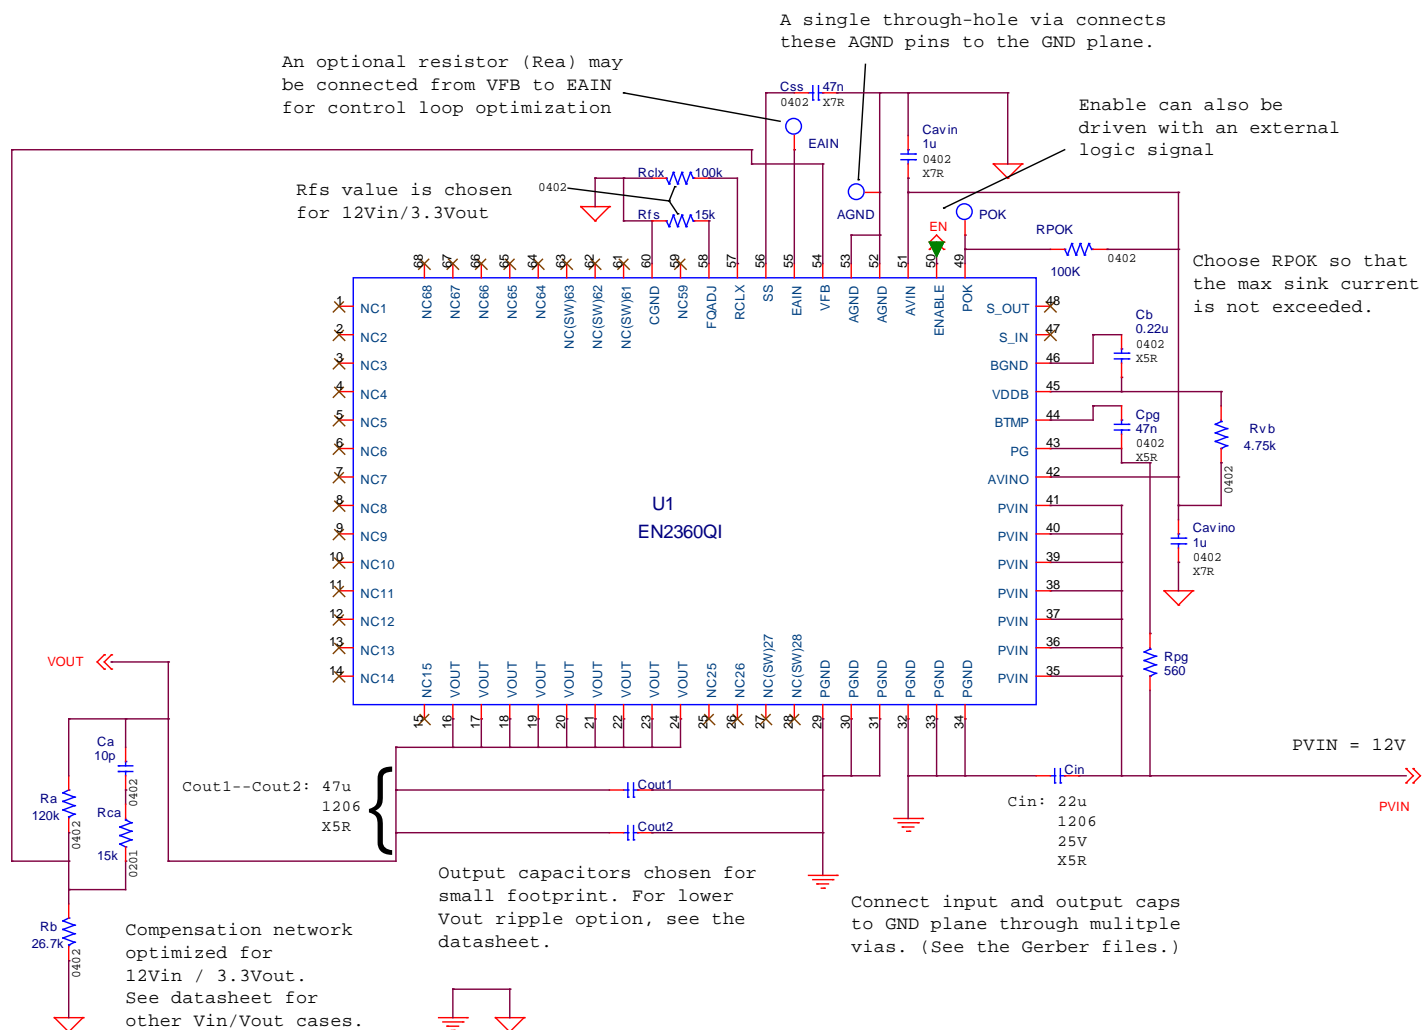 A single through-hole via connects
these AGND pins to the GND plane.
An optional resistor (Rea) may
be connected from VFB to EAIN
for control loop optimization
Css
47n
0402
X7R
EAIN
Cavin
1u
0402
X7R
Enable can also be
driven with an external
logic signal
Rfs value is chosen
for 12Vin/3.3Vout
0402
Rclx
100k
Rfs
15k
AGND
EN
POK
RPOK
100K
0402
Choose RPOK so that
the max sink current
is not exceeded.
68
67
66
65
64
63
62
61
60
59
58
57
56
55
54
53
52
51
50
49
NC68
NC67
NC66
NC65
NC64
NC(SW)63
NC(SW)62
NC(SW)61
CGND
NC59
FQADJ
RCLX
SS
EAIN
VFB
AGND
AGND
AVIN
ENABLE
POK
1 NC1
2 NC2
3 NC3
4 NC4
5 NC5
6 NC6
7 NC7
8 NC8
9 NC9
10 NC10
11 NC11
12 NC12
13 NC13
14 NC14
U1
EN2360QI
S_OUT 48
S_IN 47
BGND 46
VDDB 45
BTMP 44
PG 43
AVINO 42
PVIN 41
PVIN 40
PVIN 39
PVIN 38
PVIN 37
PVIN 36
PVIN 35
Cb
0.22u
0402
X5R
Cpg
47n
0402
X5R
Rvb
4.75k
0402
Cavino
1u
0402
X7R
Rpg
560
NC15
VOUT
VOUT
VOUT
VOUT
VOUT
VOUT
VOUT
VOUT
VOUT
NC25
NC26
NC(SW)27
NC(SW)28
PGND
PGND
PGND
PGND
PGND
PGND
15
16
17
18
19
20
21
22
23
24
25
26
27
28
29
30
31
32
33
34
VOUT
Ca
10p
0402
Ra
120k
0402
Rca
15k
0201
Rb
26.7k
0402
Cout1--Cout2: 47u
1206
X5R
{
Cout1
Cout2
Cin
Cin: 22u
1206
25V
X5R
PVIN = 12V
PVIN
Output capacitors chosen for
small footprint. For lower
Vout ripple option, see the
datasheet.
Connect input and output caps
to GND plane through mulitple
vias. (See the Gerber files.)
Compensation network
optimized for
12Vin / 3.3Vout.
See datasheet for
other Vin/Vout cases.